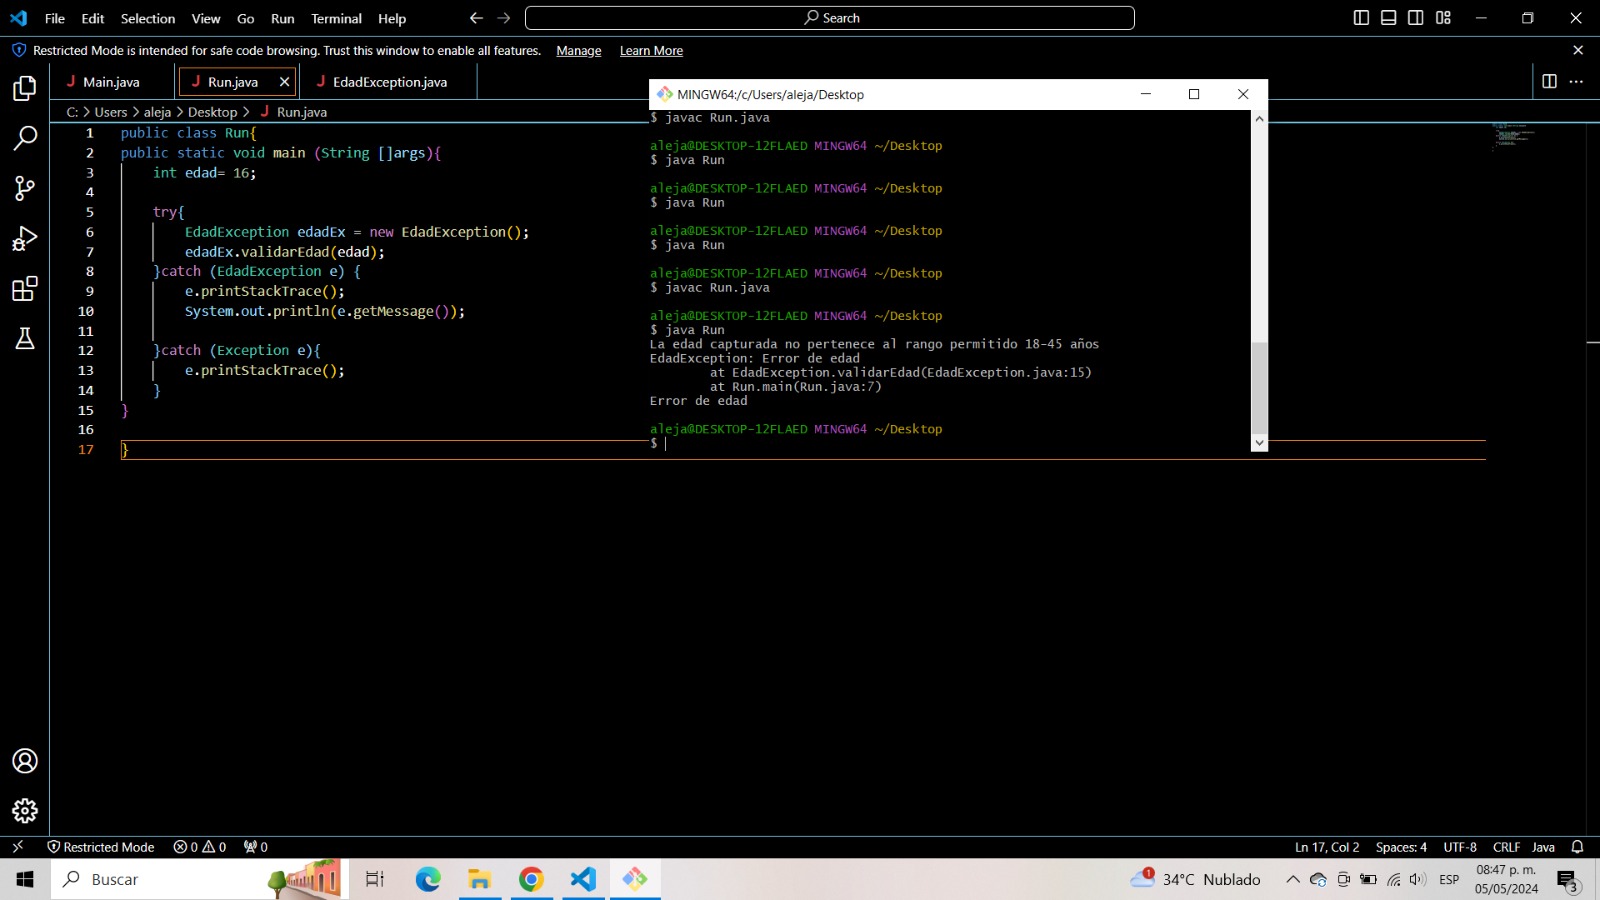 File Edit Selection View Go Run Terminal Help Search
Restricted Mode is intended for safe code browsing. Trust this window to enable all features. Manage Learn More
Main.java Run.java EdadException.java
C: > Users > aleja > Desktop > Run.java
1 public class Run{
2 public static void main (String []args){
3 int edad= 16;
4
5 try{
6 EdadException edadEx = new EdadException();
7 edadEx.validarEdad(edad);
8 }catch (EdadException e) {
9 e.printStackTrace();
10 System.out.println(e.getMessage());
11
12 }catch (Exception e){
13 e.printStackTrace();
14 }
15 }
16
17 }
MINGW64:/c/Users/aleja/Desktop
$ javac Run.java
aleja@DESKTOP-12FLAED MINGW64 ~/Desktop
$ java Run
aleja@DESKTOP-12FLAED MINGW64 ~/Desktop
$ java Run
aleja@DESKTOP-12FLAED MINGW64 ~/Desktop
$ java Run
aleja@DESKTOP-12FLAED MINGW64 ~/Desktop
$ javac Run.java
aleja@DESKTOP-12FLAED MINGW64 ~/Desktop
$ java Run
La edad capturada no pertenece al rango permitido 18-45 años
EdadException: Error de edad
at EdadException.validarEdad(EdadException.java:15)
at Run.main(Run.java:7)
Error de edad
aleja@DESKTOP-12FLAED MINGW64 ~/Desktop
$
Restricted Mode 0 0 0 Ln 17, Col 2 Spaces: 4 UTF-8 CRLF Java
Buscar 1 34°C Nublado ESP 08:47 p. m.
05/05/2024 3